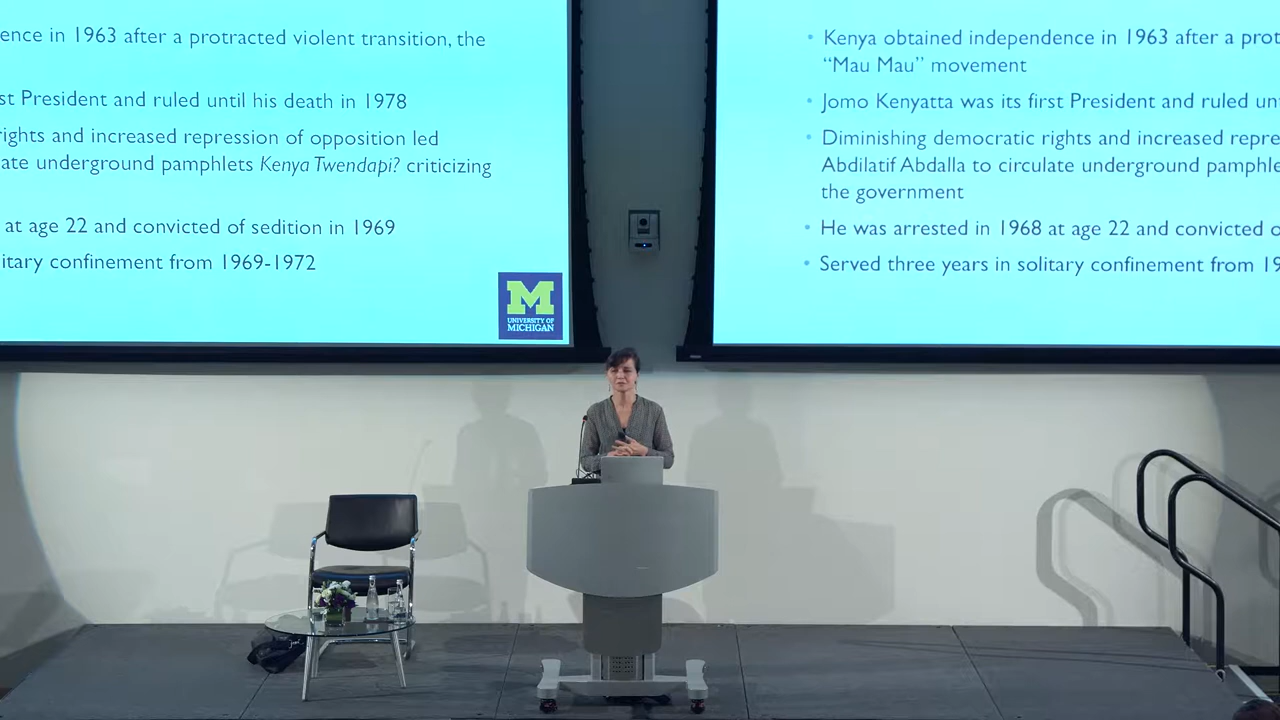 ence in 1963 after a protracted violent transition, the
st President and ruled until his death in 1978
rights and increased repression of opposition led
ate underground pamphlets Kenya Twendapi? criticizing
at age 22 and convicted of sedition in 1969
litary confinement from 1969-1972
M
UNIVERSITY OF
MICHIGAN
• Kenya obtained independence in 1963 after a prot
“Mau Mau” movement
• Jomo Kenyatta was its first President and ruled un
• Diminishing democratic rights and increased repre
Abdilatif Abdalla to circulate underground pamphle
the government
• He was arrested in 1968 at age 22 and convicted o
• Served three years in solitary confinement from 19